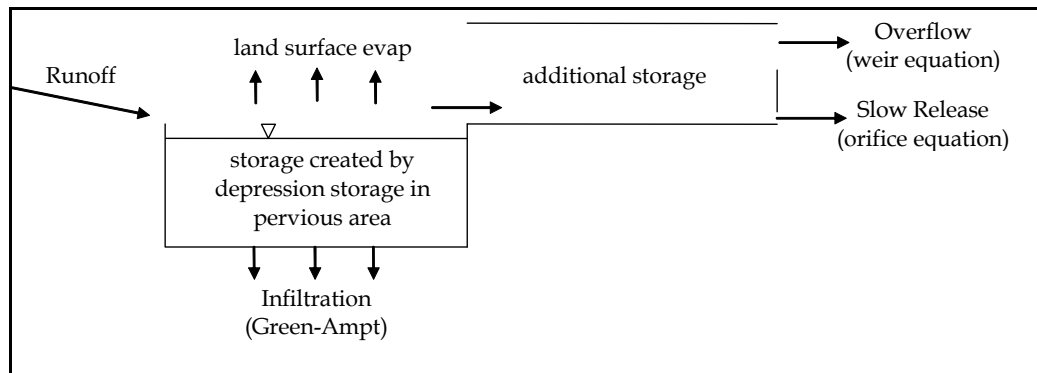 Runoff
land surface evap
additional storage
Overflow
(weir equation)
Slow Release
(orifice equation)
storage created by
depression storage in
pervious area
Infiltration
(Green-Ampt)